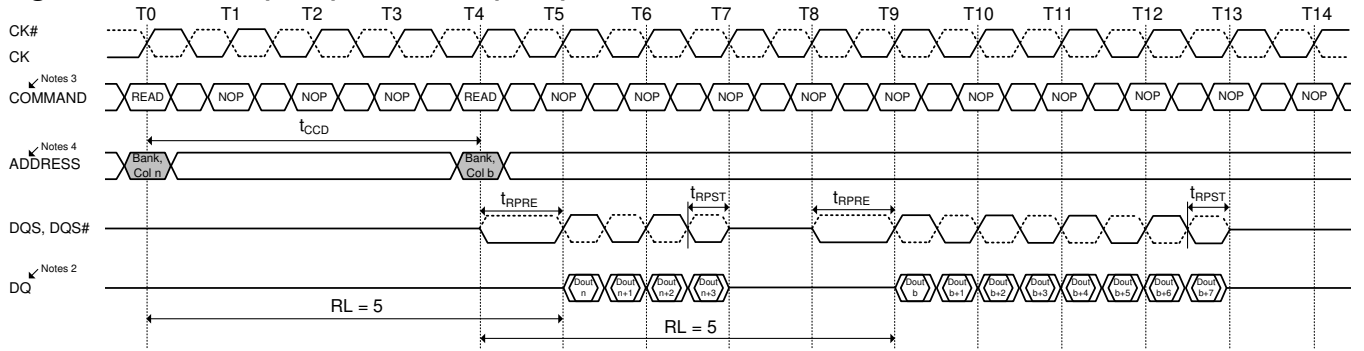 T0 T1 T2 T3 T4 T5 T6 T7 T8 T9 T10 T11 T12 T13 T14
CK#
CK
Notes 3
COMMAND READ NOP NOP NOP READ NOP NOP NOP NOP NOP NOP NOP NOP NOP NOP
tCCD
Notes 4
ADDRESS
Bank, Col n
Bank, Col b
tRPRE tRPST tRPRE tRPST
DQS, DQS#
Notes 2
DQ
Dout n
Dout n+1
Dout n+2
Dout n+3
Dout b
Dout b+1
Dout b+2
Dout b+3
Dout b+4
Dout b+5
Dout b+6
Dout b+7
RL = 5
RL = 5